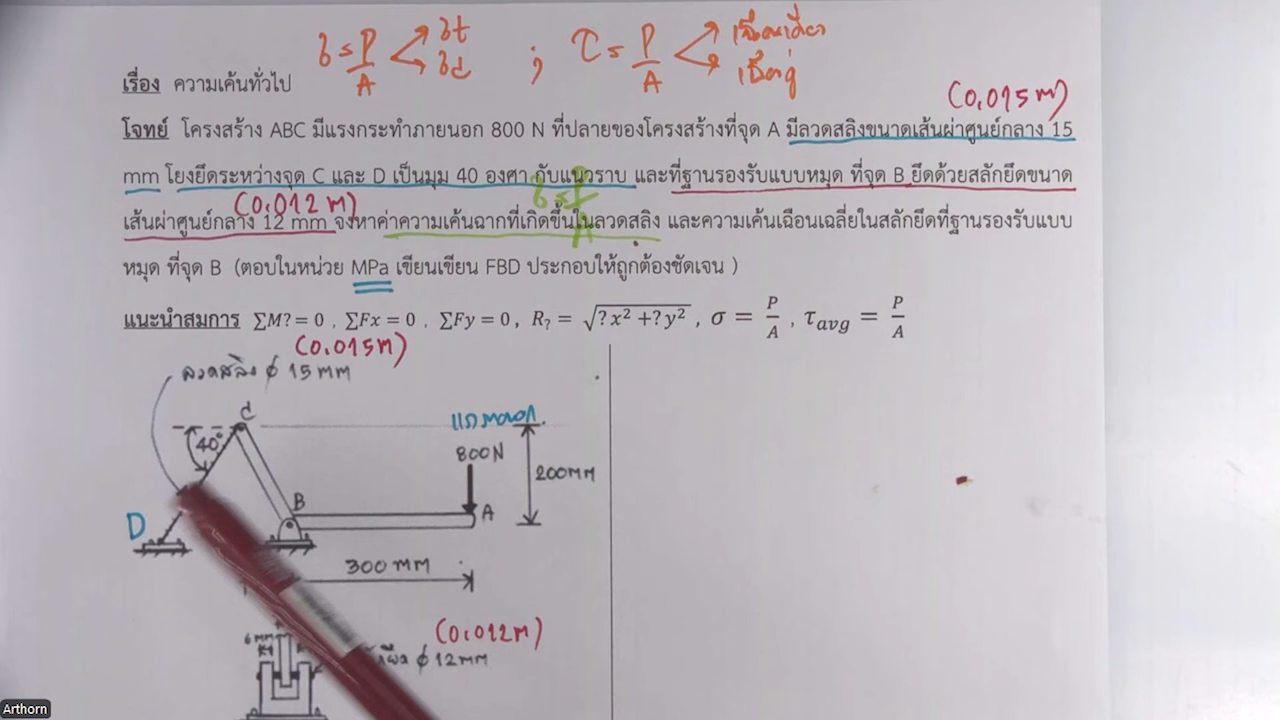 σ = P/A σt σc ; τ = P/A เฉือนเดี่ยว เฉือนคู่
เรื่อง ความเค้นทั่วไป
(0.015 m)
โจทย์ โครงสร้าง ABC มีแรงกระทำภายนอก 800 N ที่ปลายของโครงสร้างที่จุด A มีลวดสลิงขนาดเส้นผ่าศูนย์กลาง 15
mm โยงยึดระหว่างจุด C และ D เป็นมุม 40 องศา กับแนวราบ และที่ฐานรองรับแบบหมุด ที่จุด B ยึดด้วยสลักยึดขนาด
(0.012 m) σ = P/A
เส้นผ่าศูนย์กลาง 12 mm จงหาค่าความเค้นฉากที่เกิดขึ้นในลวดสลิง และความเค้นเฉือนเฉลี่ยในสลักยึดที่ฐานรองรับแบบ
หมุด ที่จุด B (ตอบในหน่วย MPa เขียนเขียน FBD ประกอบให้ถูกต้องชัดเจน )
แนะนำสมการ ∑M? = 0 , ∑Fx = 0 , ∑Fy = 0, R? = √?x² +?y² , σ = P/A , τavg = P/A
(0.015m)
ลวดสลิง ϕ 15 mm
C
แรงภายนอก
40°
800N
200mm
B
A
D
300 mm
(0.012m)
6 mm
ϕ 12mm
Arthorn